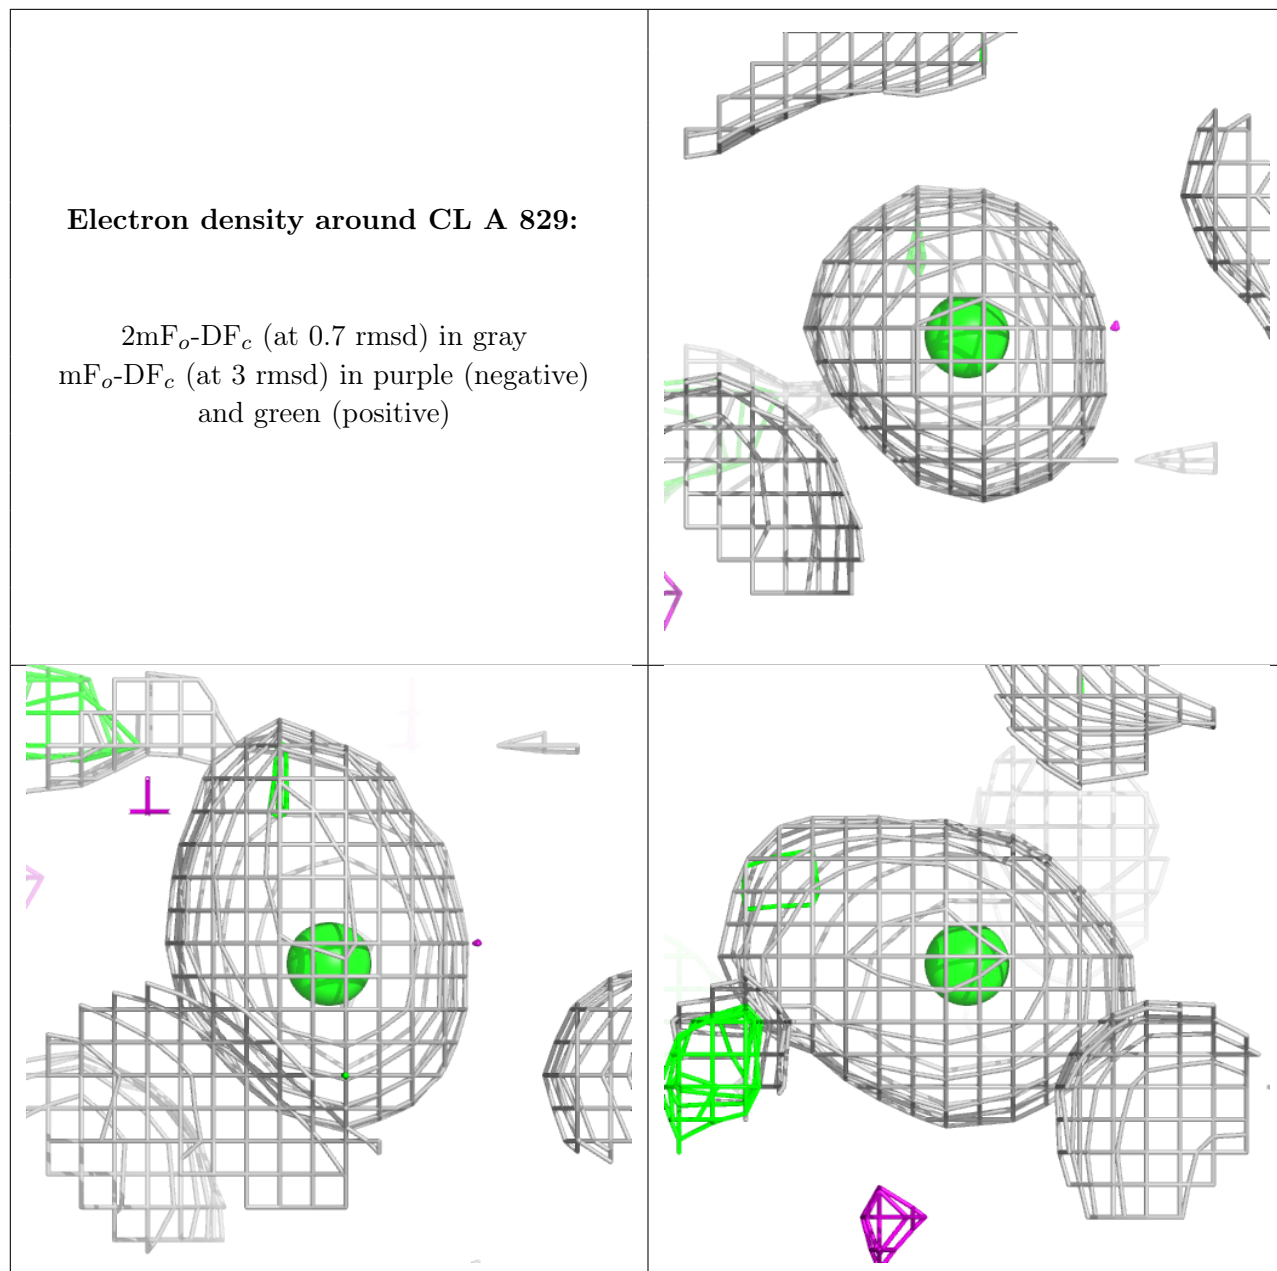 Electron density around CL A 829:
2mFₒ-DF𝒸 (at 0.7 rmsd) in gray
mFₒ-DF𝒸 (at 3 rmsd) in purple (negative)
and green (positive)